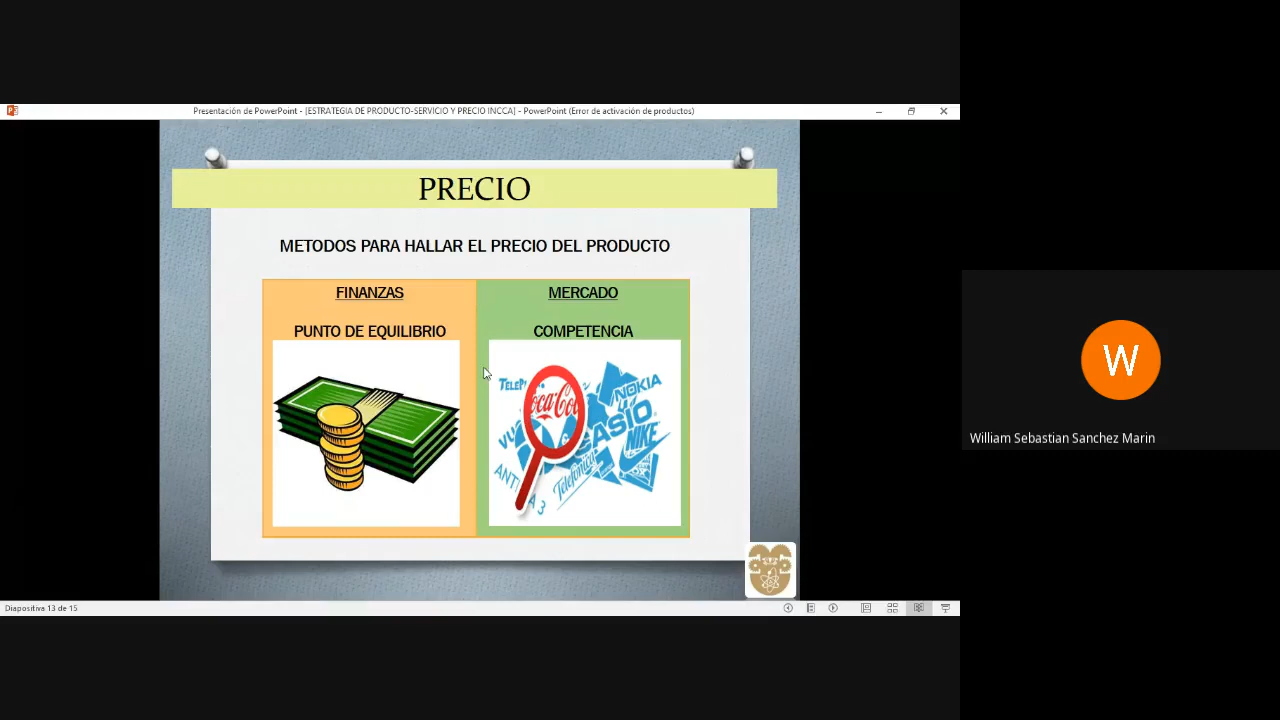 Presentación de PowerPoint - [ESTRATEGIA DE PRODUCTO-SERVICIO Y PRECIO INCCA] - PowerPoint (Error de activación de productos)
PRECIO
METODOS PARA HALLAR EL PRECIO DEL PRODUCTO
FINANZAS
PUNTO DE EQUILIBRIO
MERCADO
COMPETENCIA
NOKIA
NIKE
Telefónica
W
William Sebastian Sanchez Marin
Diapositiva 13 de 15